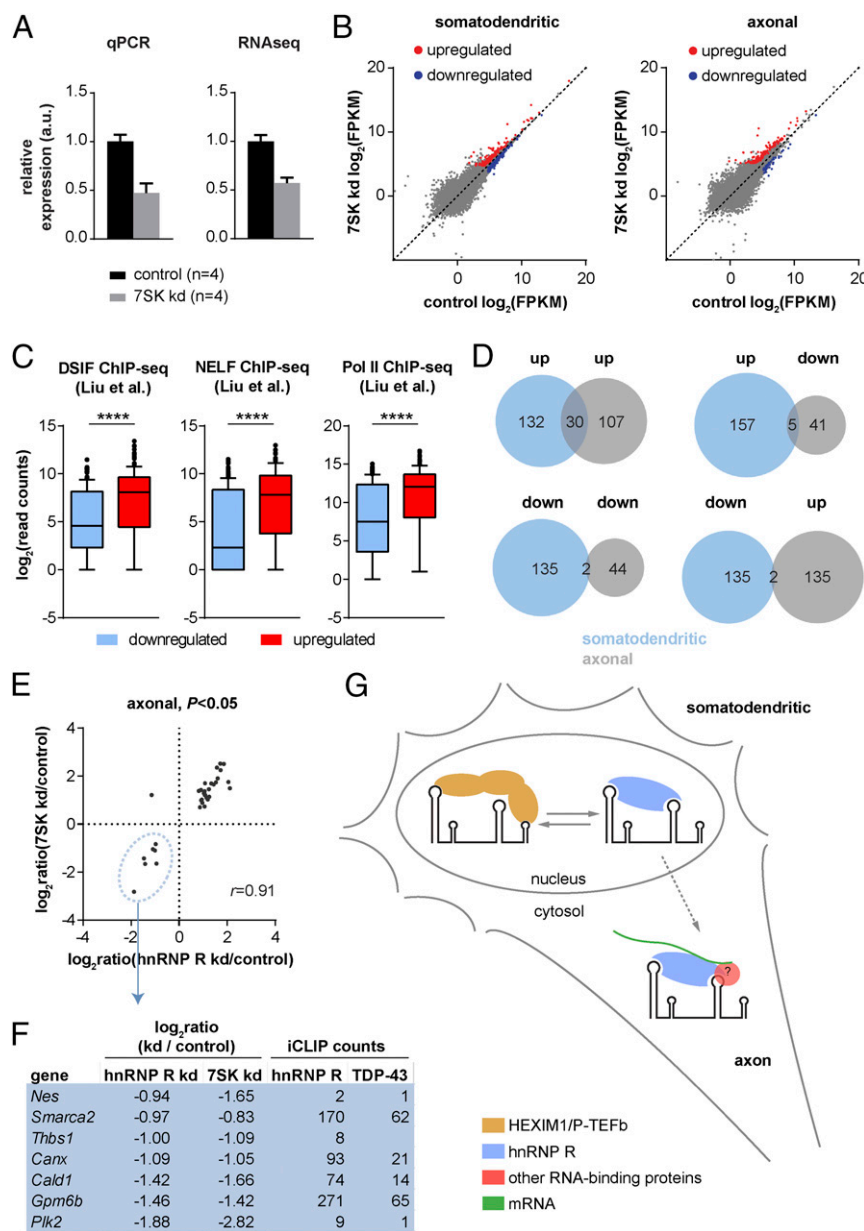 A
qPCR
RNAseq
relative
expression (a.u.)
1.0
0.5
0.0
1.0
0.5
0.0
control (n=4)
7SK kd (n=4)
B
somatodendritic
axonal
upregulated
downregulated
upregulated
downregulated
7SK kd log2(FPKM)
20
10
0
0
10
20
control log2(FPKM)
7SK kd log2(FPKM)
20
10
0
0
10
20
control log2(FPKM)
C
DSIF ChIP-seq
(Liu et al.)
NELF ChIP-seq
(Liu et al.)
Pol II ChIP-seq
(Liu et al.)
****
****
****
log2(read counts)
15
10
5
0
-5
15
10
5
0
-5
20
15
10
5
0
-5
downregulated
upregulated
D
up
up
132
30
107
up
down
157
5
41
down
down
135
2
44
down
up
135
2
135
somatodendritic
axonal
E
axonal, P<0.05
log2ratio(7SK kd/control)
4
2
0
-2
-4
r=0.91
-4
-2
0
2
4
log2ratio(hnRNP R kd/control)
F
log2ratio
(kd / control)
iCLIP counts
gene hnRNP R kd 7SK kd hnRNP R TDP-43
Nes -0.94 -1.65 2 1
Smarca2 -0.97 -0.83 170 62
Thbs1 -1.00 -1.09 8
Canx -1.09 -1.05 93 21
Cald1 -1.42 -1.66 74 14
Gpm6b -1.46 -1.42 271 65
Plk2 -1.88 -2.82 9 1
G
somatodendritic
nucleus
cytosol
?
axon
HEXIM1/P-TEFb
hnRNP R
other RNA-binding proteins
mRNA